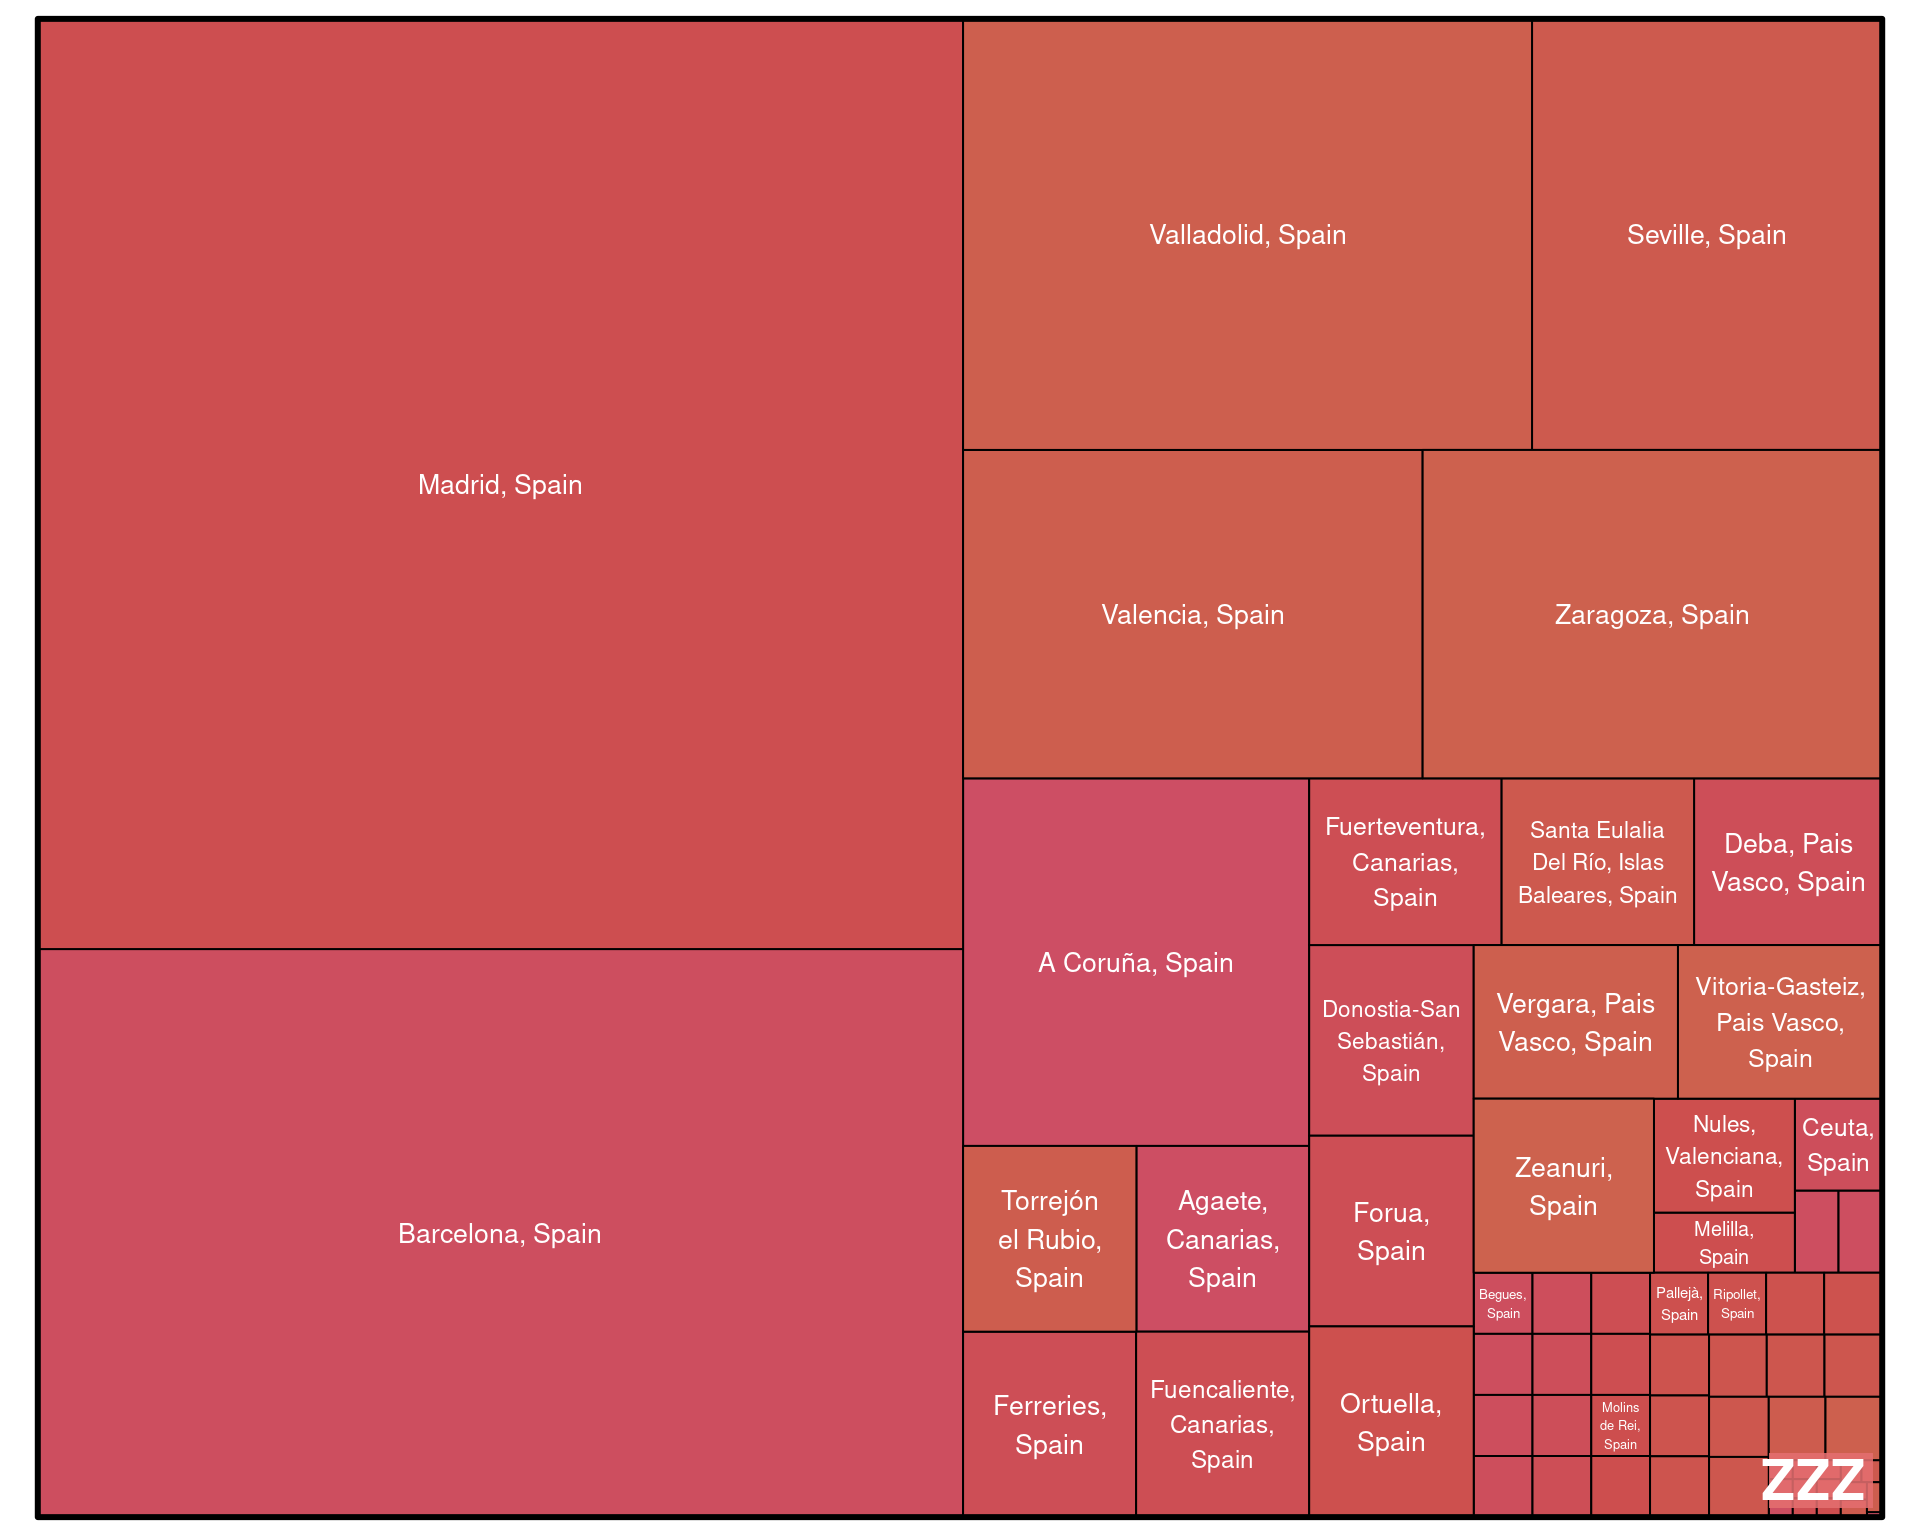 Madrid, Spain
Barcelona, Spain
Valladolid, Spain
Seville, Spain
Valencia, Spain
Zaragoza, Spain
A Coruña, Spain
Fuerteventura,
Canarias,
Spain
Santa Eulalia
Del Río, Islas
Baleares, Spain
Deba, Pais
Vasco, Spain
Donostia-San
Sebastián,
Spain
Vergara, Pais
Vasco, Spain
Vitoria-Gasteiz,
Pais Vasco,
Spain
Zeanuri,
Spain
Nules,
Valenciana,
Spain
Ceuta,
Spain
Melilla,
Spain
Torrejón
el Rubio,
Spain
Agaete,
Canarias,
Spain
Forua,
Spain
Ferreries,
Spain
Fuencaliente,
Canarias,
Spain
Ortuella,
Spain
Begues,
Spain
Pallejà,
Spain
Ripollet,
Spain
Molins
de Rei,
Spain
ZZZ